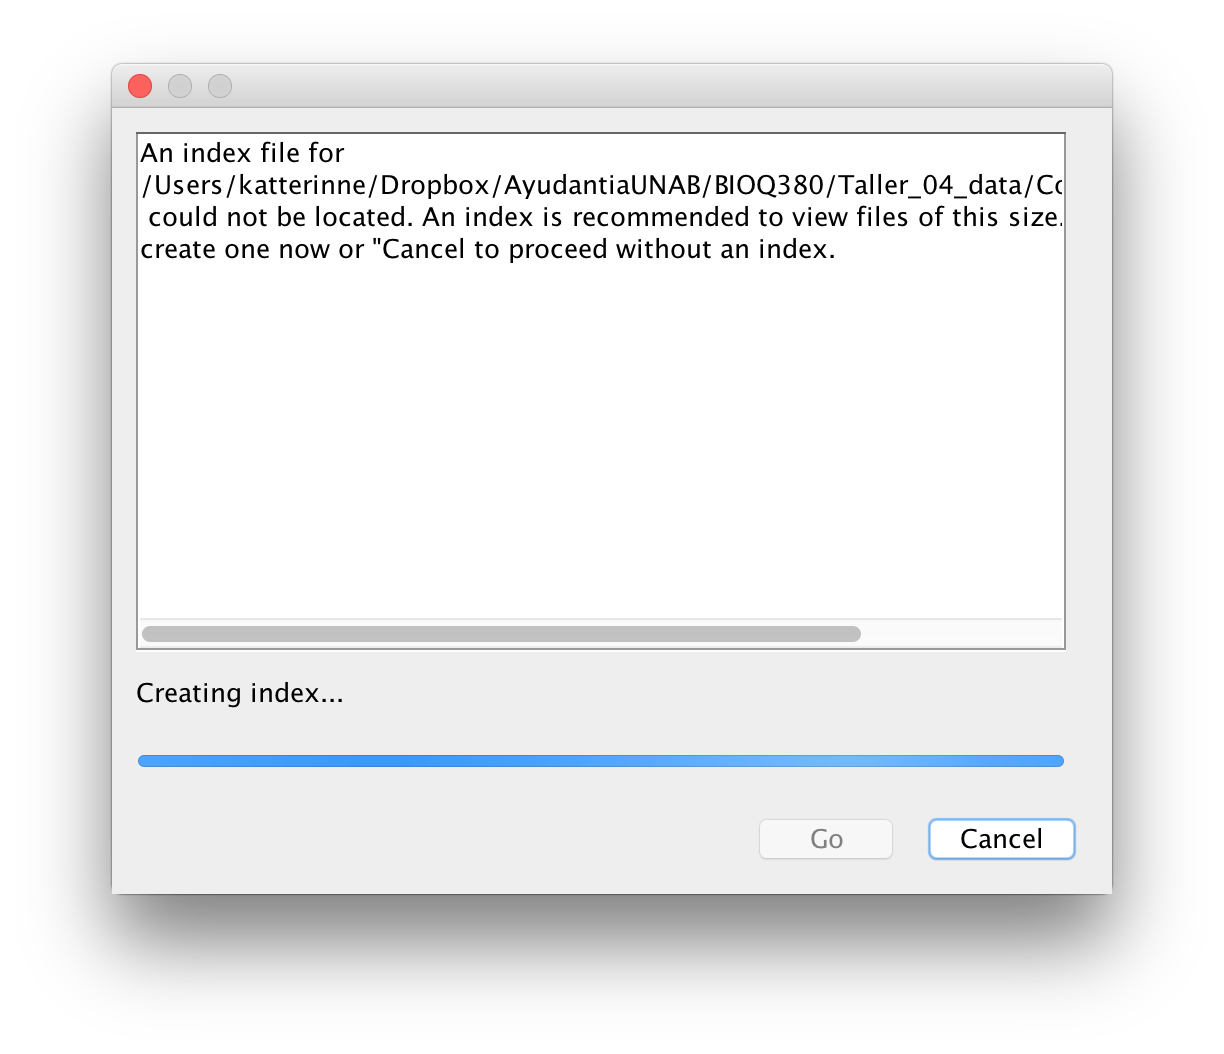 An index file for
/Users/katterinne/Dropbox/AyudantiaUNAB/BIOQ380/Taller_04_data/Co
could not be located. An index is recommended to view files of this size.
create one now or "Cancel to proceed without an index.
Creating index...
Go
Cancel